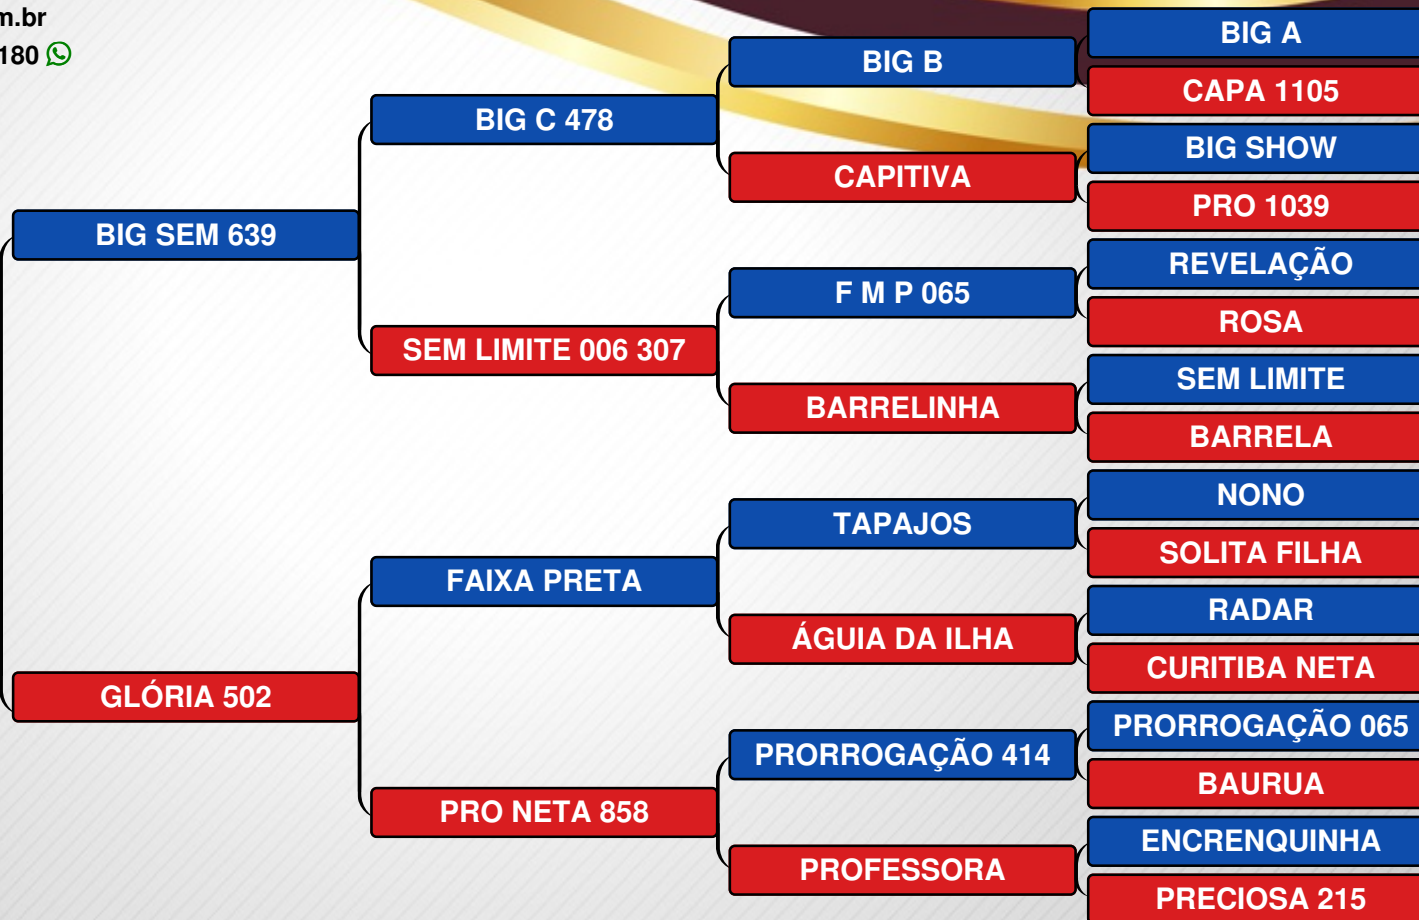 m.br
180
BIG SEM 639
GLÓRIA 502
BIG C 478
SEM LIMITE 006 307
FAIXA PRETA
PRO NETA 858
BIG B
CAPITIVA
F M P 065
BARRELINHA
TAPAJOS
ÁGUIA DA ILHA
PRORROGAÇÃO 414
PROFESSORA
BIG A
CAPA 1105
BIG SHOW
PRO 1039
REVELAÇÃO
ROSA
SEM LIMITE
BARRELA
NONO
SOLITA FILHA
RADAR
CURITIBA NETA
PRORROGAÇÃO 065
BAURUA
ENCRENQUINHA
PRECIOSA 215